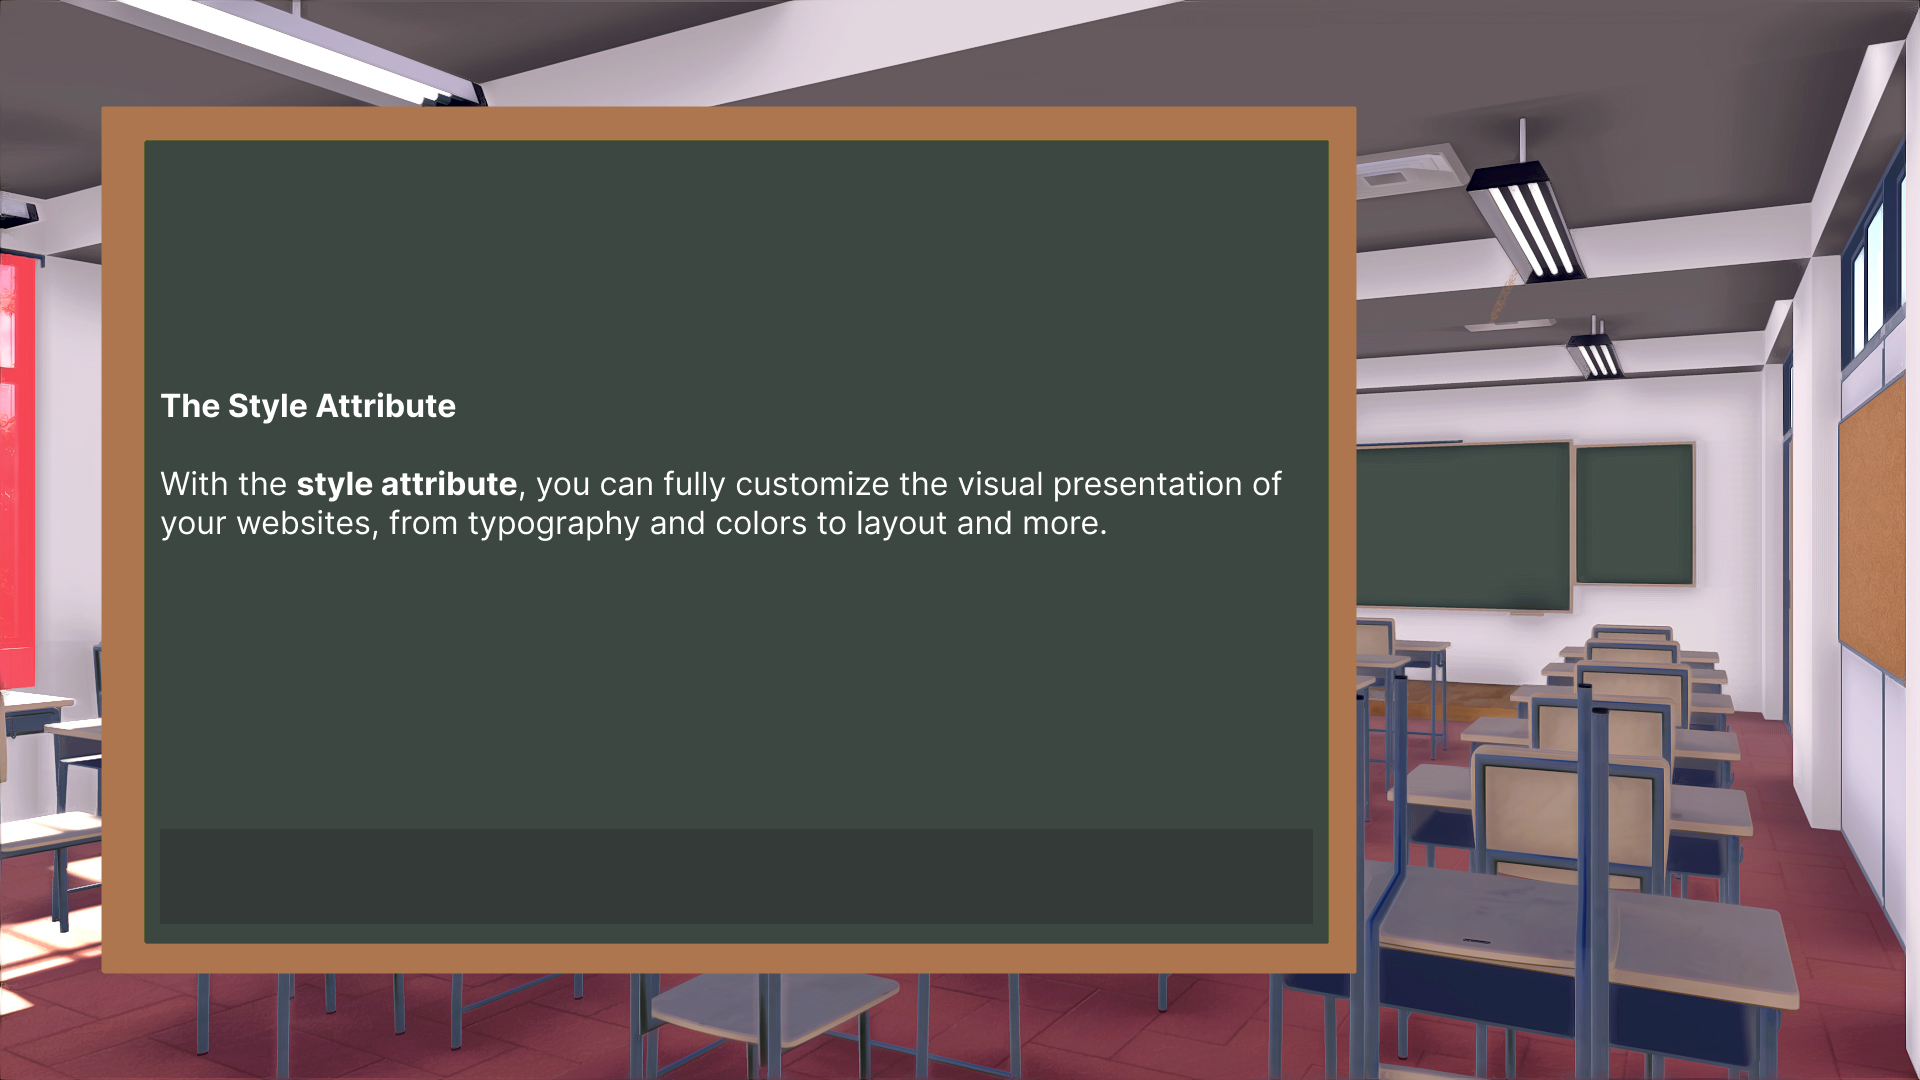 The Style Attribute
With the style attribute, you can fully customize the visual presentation of
your websites, from typography and colors to layout and more.